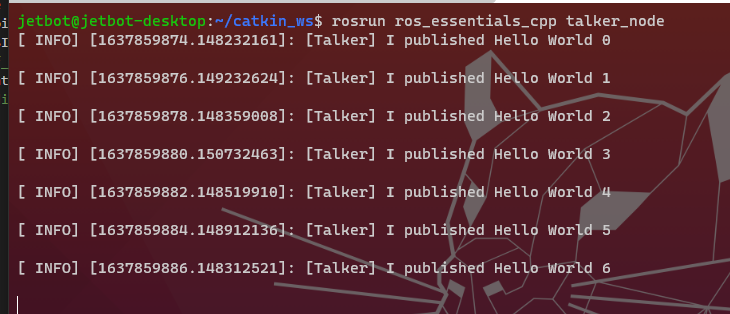 jetbot@jetbot-desktop:~/catkin_ws$ rosrun ros_essentials_cpp talker_node
[ INFO] [1637859874.148232161]: [Talker] I published Hello World 0
[ INFO] [1637859876.149232624]: [Talker] I published Hello World 1
[ INFO] [1637859878.148359008]: [Talker] I published Hello World 2
[ INFO] [1637859880.150732463]: [Talker] I published Hello World 3
[ INFO] [1637859882.148519910]: [Talker] I published Hello World 4
[ INFO] [1637859884.148912136]: [Talker] I published Hello World 5
[ INFO] [1637859886.148312521]: [Talker] I published Hello World 6